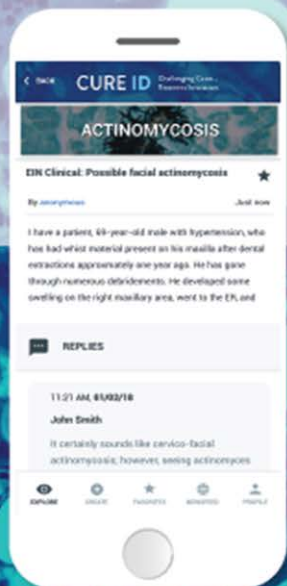 BACK
CURE ID
ACTINOMYCOSIS
EIN Clinical: Possible facial actinomycosis
By anonymous Just now
I have a patient, 69-year-old male with hypertension, who
has had whist material present on his maxilla after dental
extractions approximately one year ago. He has gone
through numerous debridements. He developed some
swelling on the right maxillary area, went to the ER, and
REPLIES
11:21 AM, 01/02/18
John Smith
It certainly sounds like cervico-facial
actinomycosis, however, seeing actinomyces
EXPLORE CREATE FAVORITES PROFILE